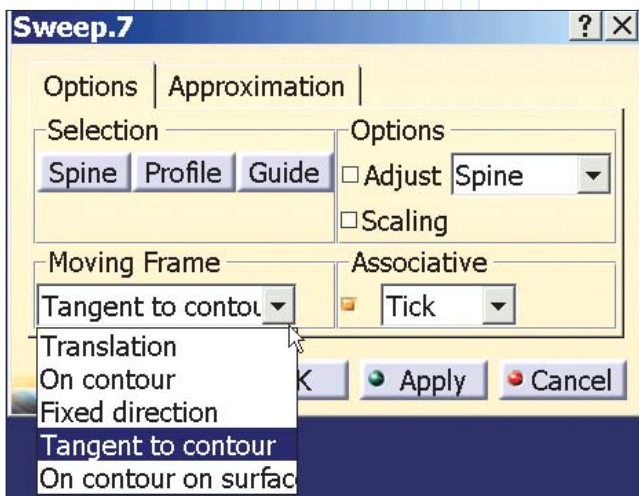 Sweep.7
Options Approximation
Selection
Spine Profile Guide
Options
Adjust Spine
Scaling
Moving Frame
Tangent to contou
Associative
Tick
Translation
On contour
Fixed direction
Tangent to contour
On contour on surfac
K Apply Cancel